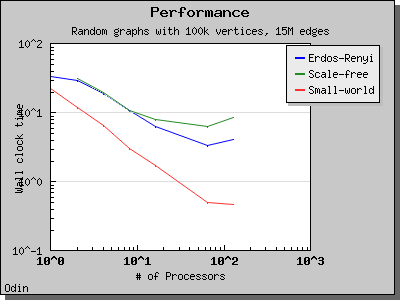 Performance
Random graphs with 100k vertices, 15M edges
10^2
10^1
10^0
10^-1
Wall clock time
Erdos-Renyi
Scale-free
Small-world
10^0
10^1
10^2
10^3
# of Processors
Odin